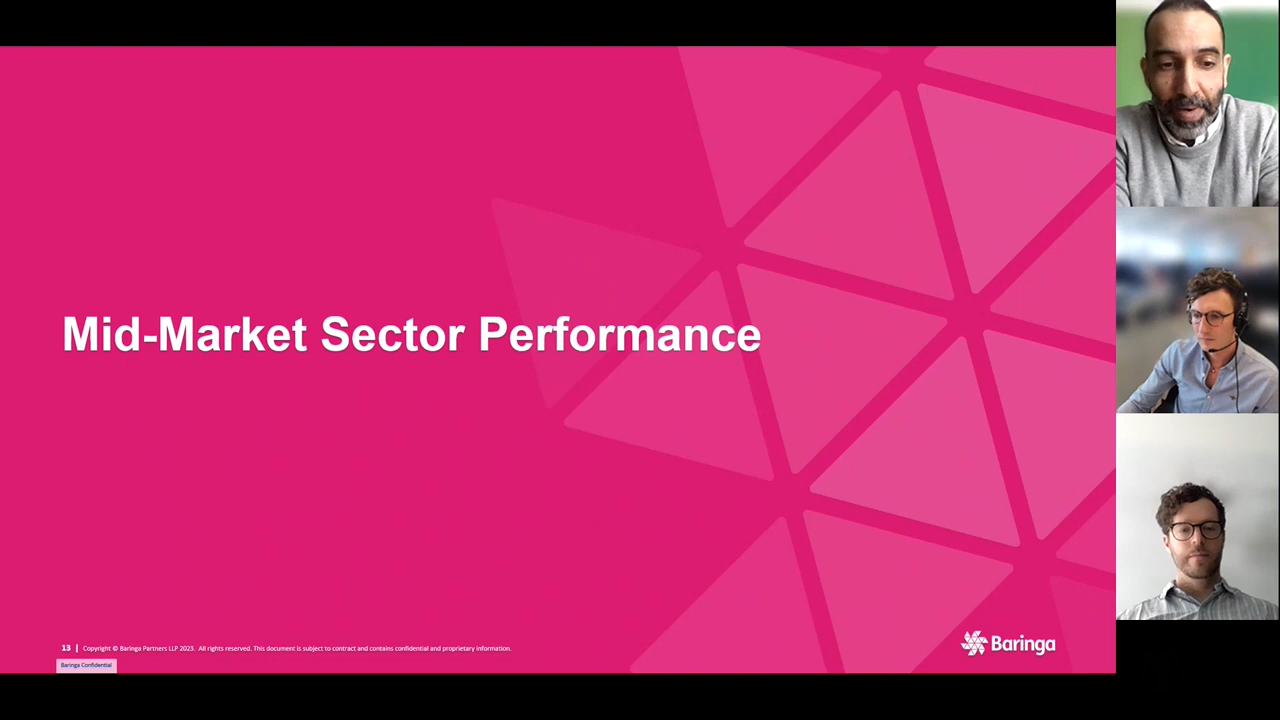 Mid-Market Sector Performance
13 | Copyright © Baringa Partners LLP 2023. All rights reserved. This document is subject to contract and contains confidential and proprietary information.
Baringa
Baringa Confidential